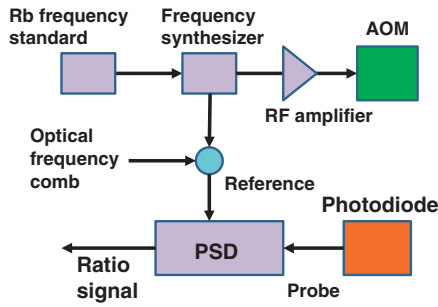 Rb frequency
standard
Frequency
synthesizer
AOM
RF amplifier
Optical
frequency
comb
Reference
Photodiode
PSD
Ratio
signal
Probe